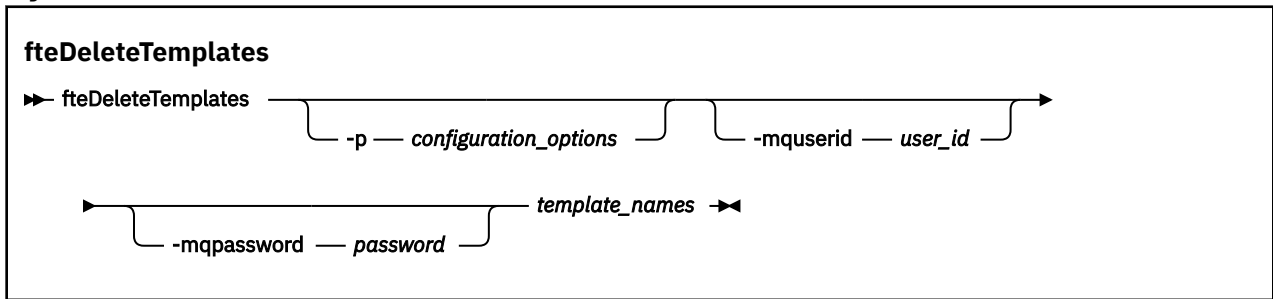 fteDeleteTemplates
fteDeleteTemplates
-p configuration_options -mquserid user_id
template_names
-mqpassword password